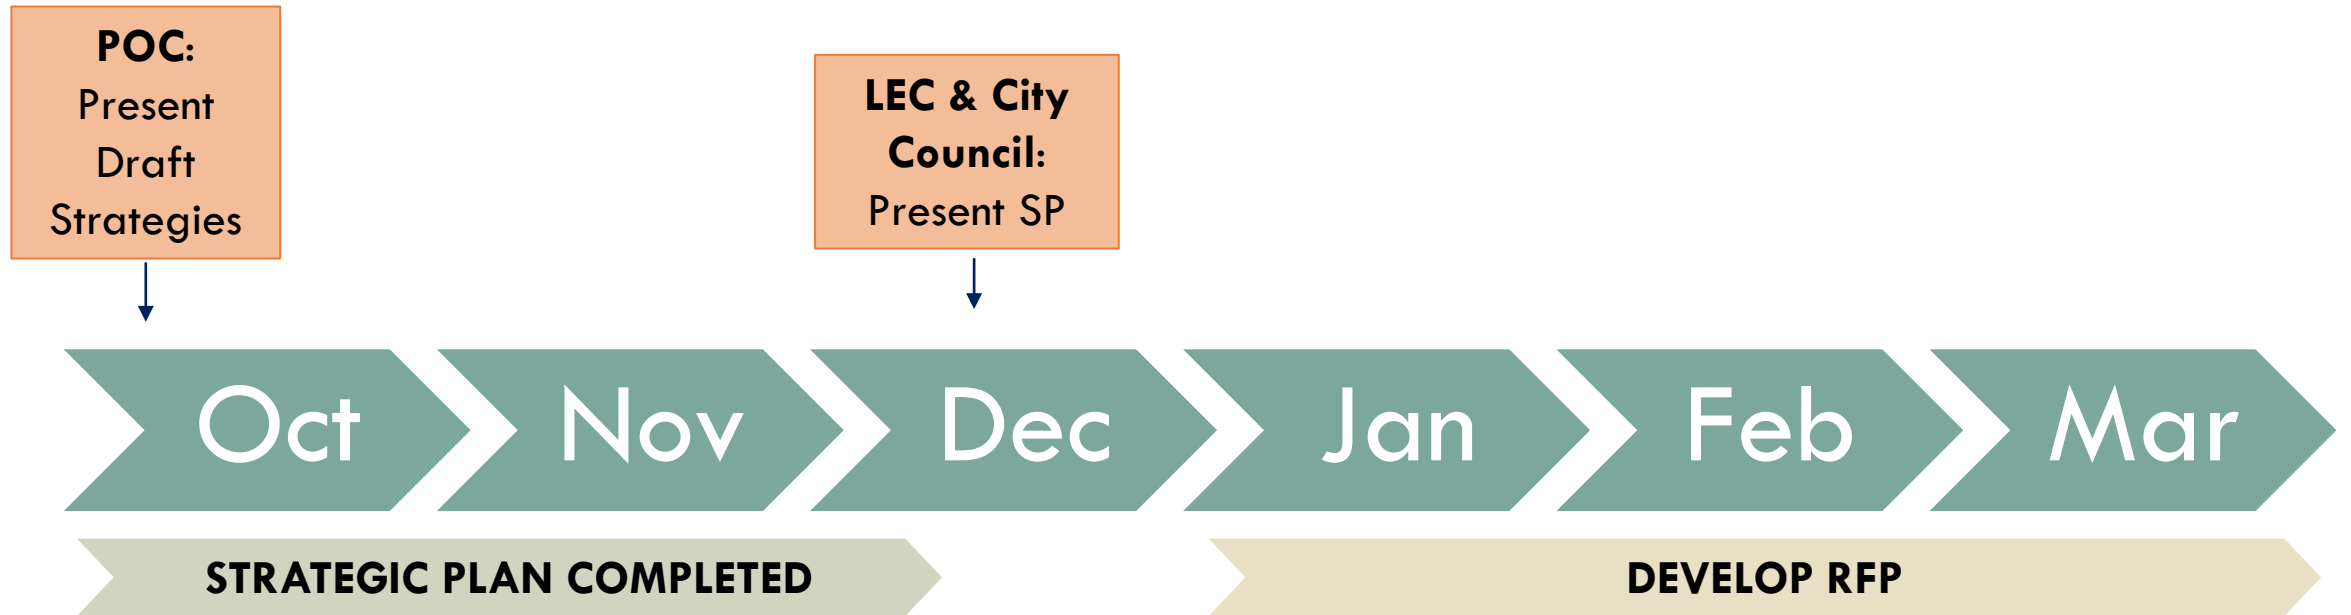 POC:
Present
Draft
Strategies
LEC & City
Council:
Present SP
Oct
Nov
Dec
Jan
Feb
Mar
STRATEGIC PLAN COMPLETED
DEVELOP RFP